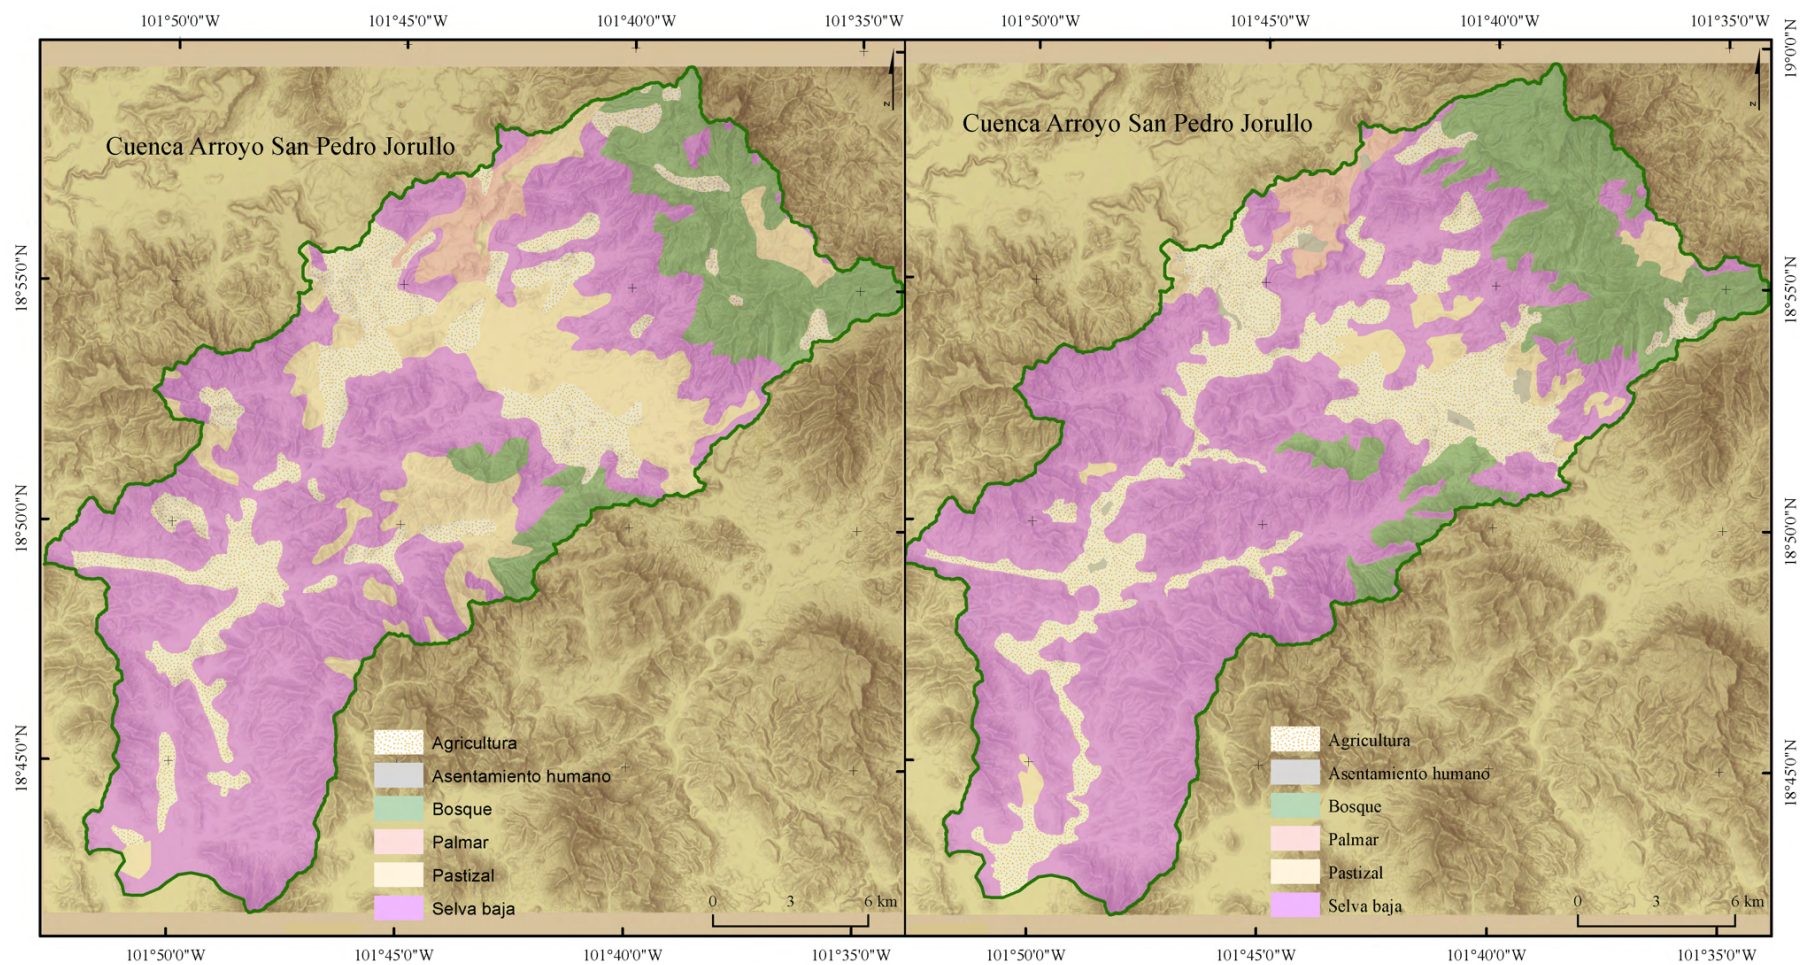 101°50'0"W 101°45'0"W 101°40'0"W 101°35'0"W 101°50'0"W 101°45'0"W 101°40'0"W 101°35'0"W
19°0'0"N
N
N
Cuenca Arroyo San Pedro Jorullo
Cuenca Arroyo San Pedro Jorullo
18°55'0"N
18°55'0"N
18°50'0"N
18°50'0"N
18°45'0"N
18°45'0"N
Agricultura
Asentamiento humano
Bosque
Palmar
Pastizal
Selva baja
0 3 6 km
Agricultura
Asentamiento humano
Bosque
Palmar
Pastizal
Selva baja
0 3 6 km
101°50'0"W 101°45'0"W 101°40'0"W 101°35'0"W 101°50'0"W 101°45'0"W 101°40'0"W 101°35'0"W